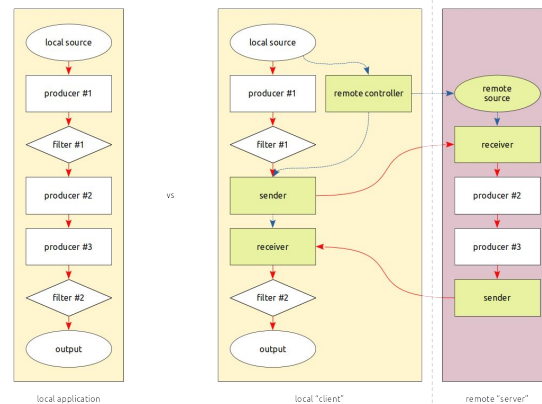 local source
producer #1
filter #1
producer #2
producer #3
filter #2
output
local application
vs
local source
producer #1
remote controller
filter #1
sender
receiver
filter #2
output
local "client"
remote
source
receiver
producer #2
producer #3
sender
remote "server"